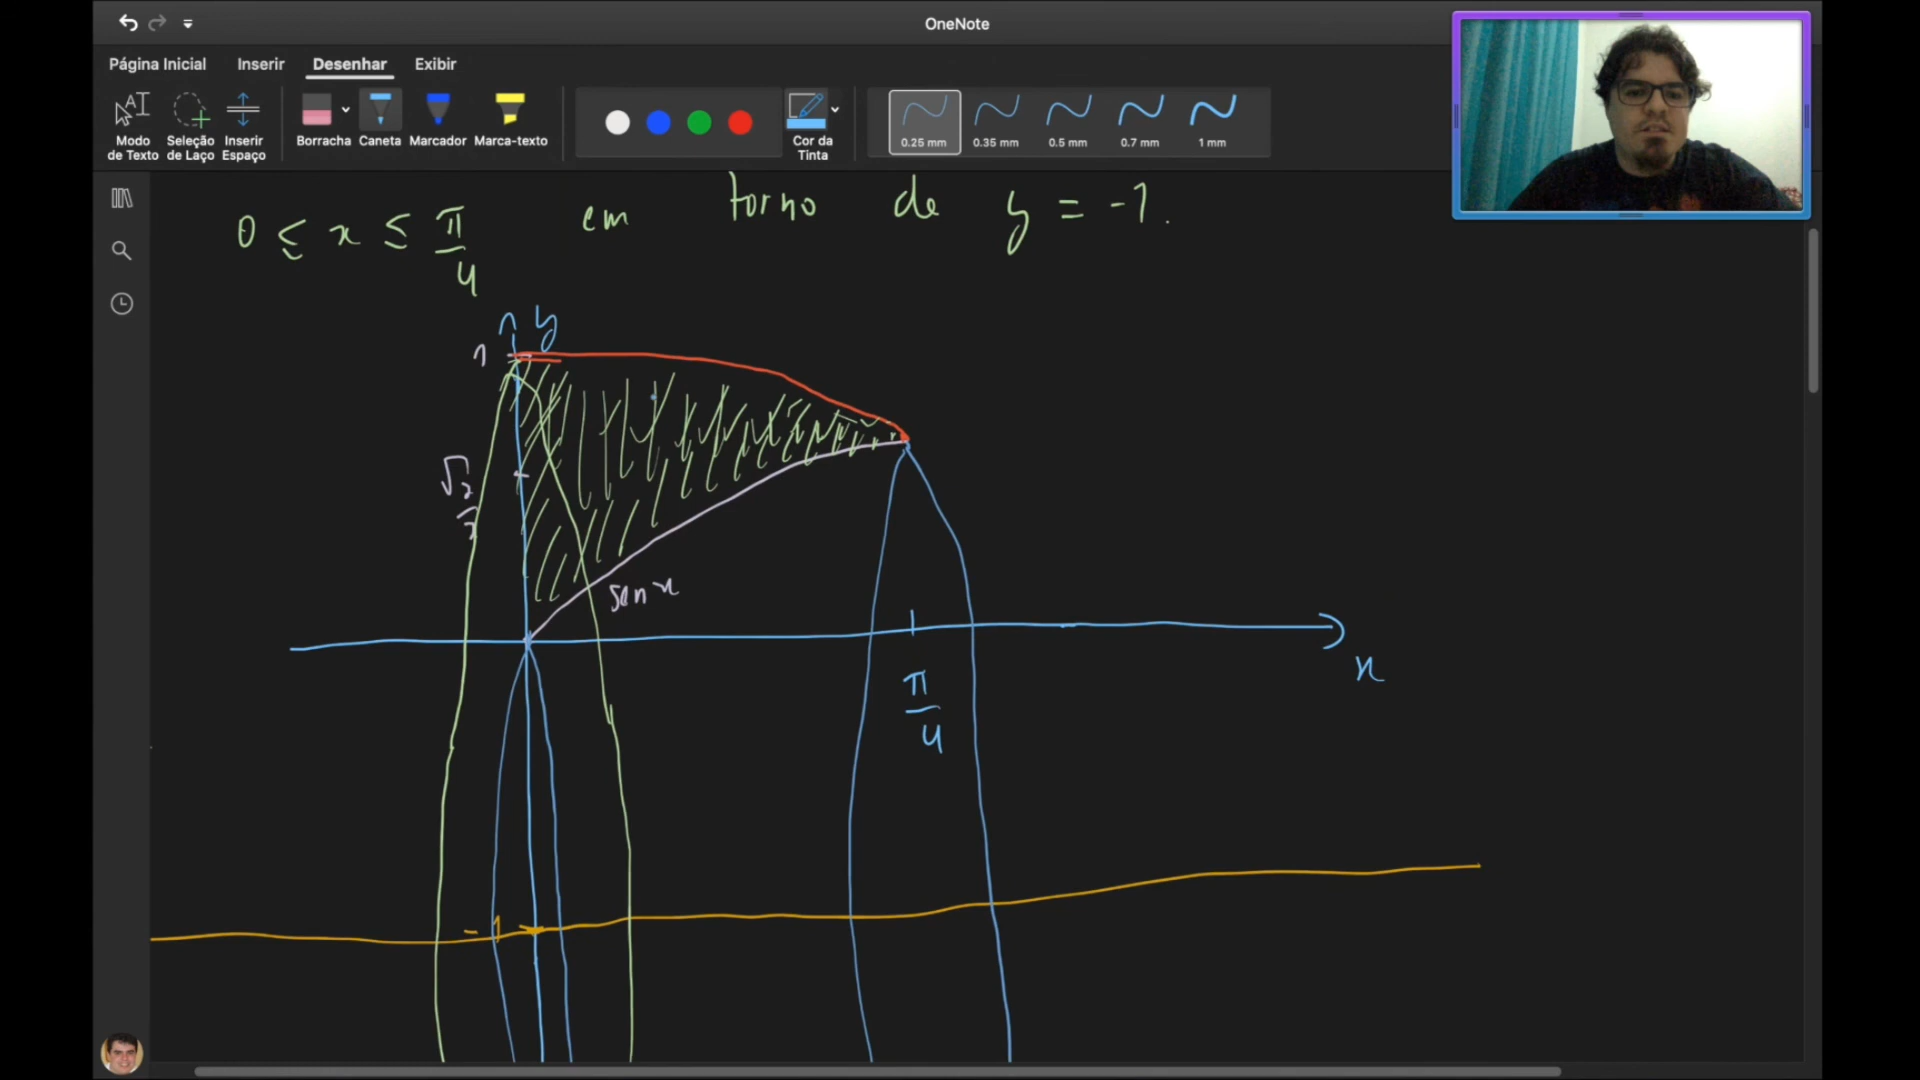 OneNote
Página Inicial Inserir Desenhar Exibir
Modo de Texto
Seleção de Laço
Inserir Espaço
Borracha
Caneta
Marcador
Marca-texto
Cor da Tinta
0.25 mm
0.35 mm
0.5 mm
0.7 mm
1 mm
0 ≤ x ≤ π/4 em torno de y = -1.
y
1
sen x
x
π/4
-1